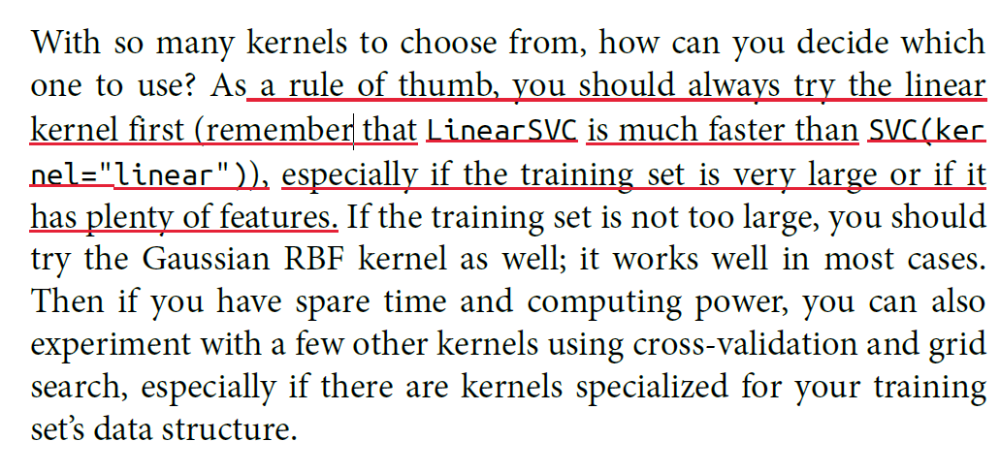 With so many kernels to choose from, how can you decide which
one to use? As a rule of thumb, you should always try the linear
kernel first (remember that LinearSVC is much faster than SVC(ker
nel="linear")), especially if the training set is very large or if it
has plenty of features. If the training set is not too large, you should
try the Gaussian RBF kernel as well; it works well in most cases.
Then if you have spare time and computing power, you can also
experiment with a few other kernels using cross-validation and grid
search, especially if there are kernels specialized for your training
set’s data structure.